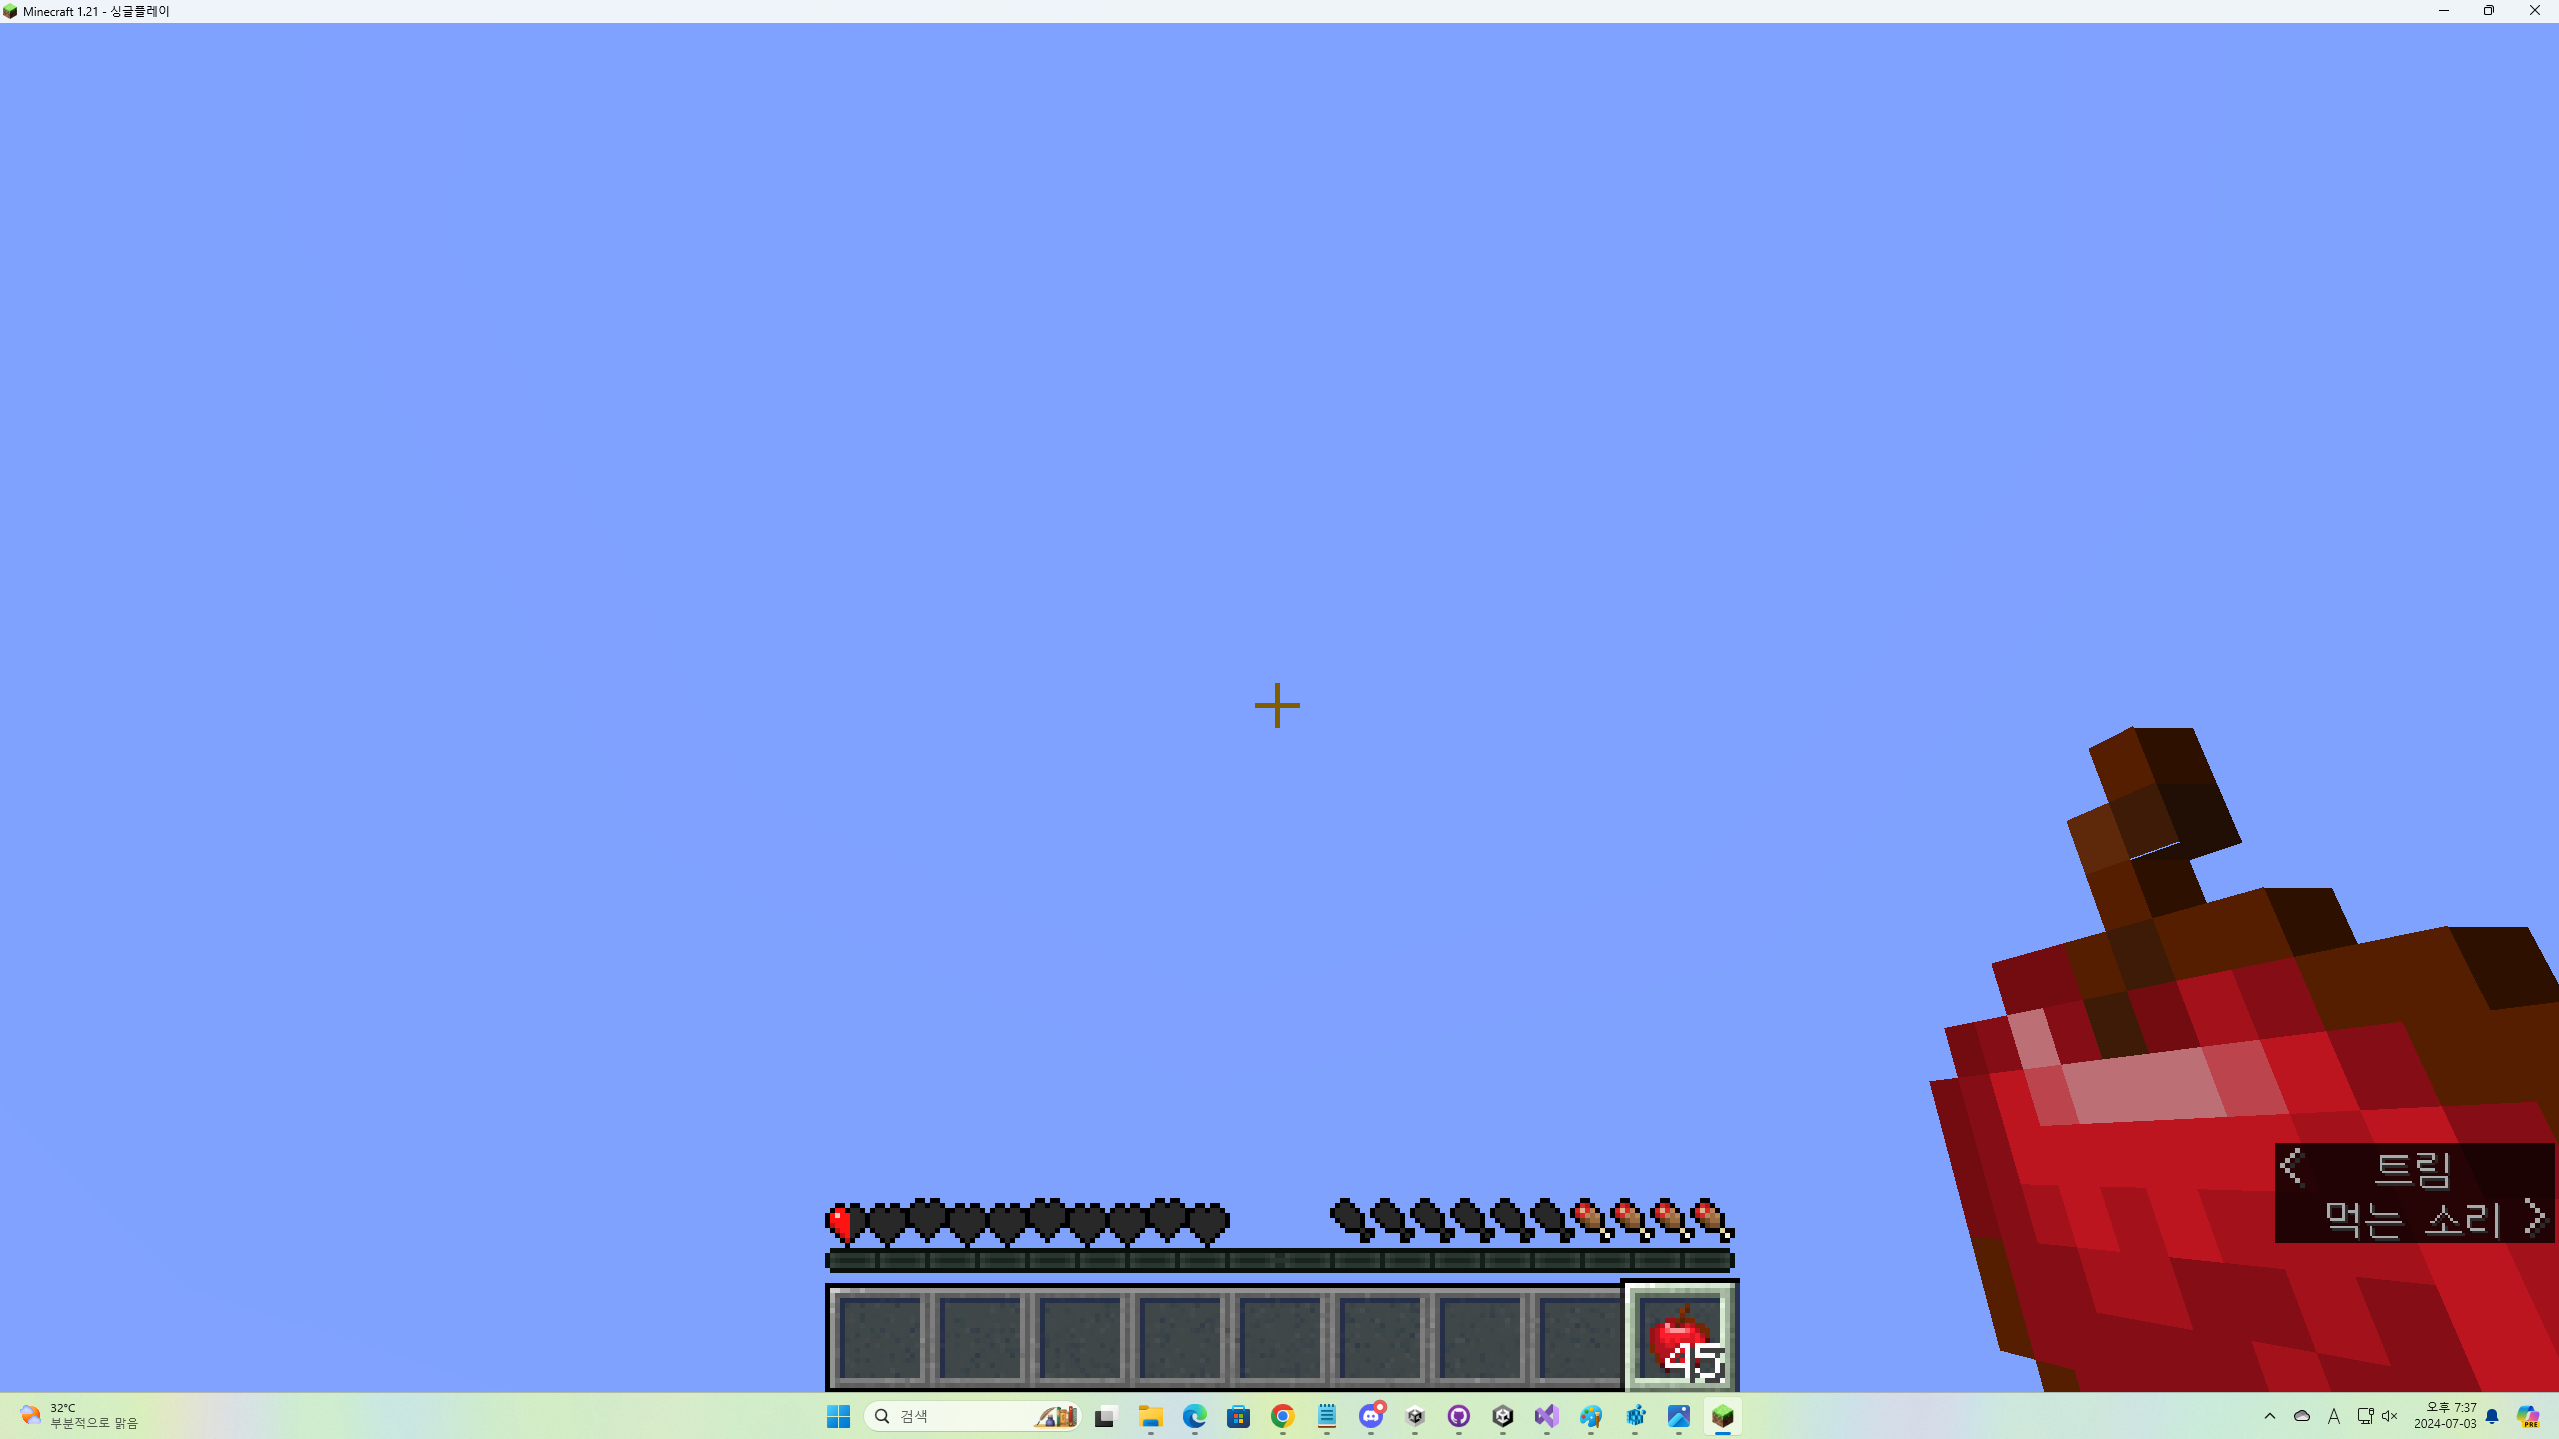 Minecraft 1.21 - 싱글플레이
< 트림
먹는 소리 >
45
32°C
부분적으로 맑음
검색
A
오후 7:37
2024-07-03
PRE